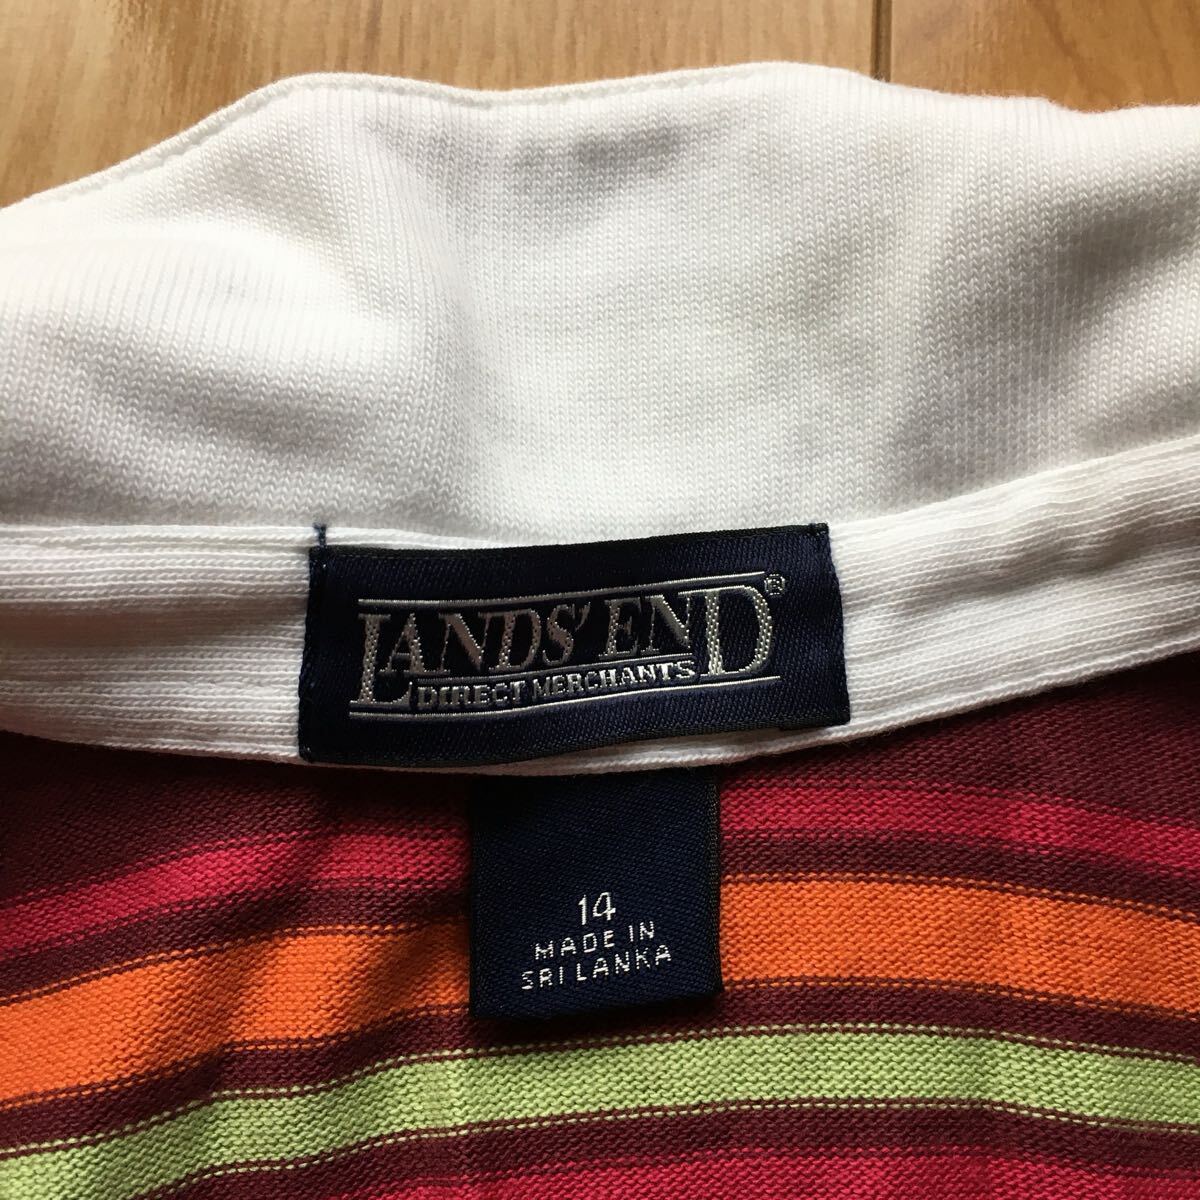 LANDS' END®
DIRECT MERCHANTS
14
MADE IN
SRI LANKA